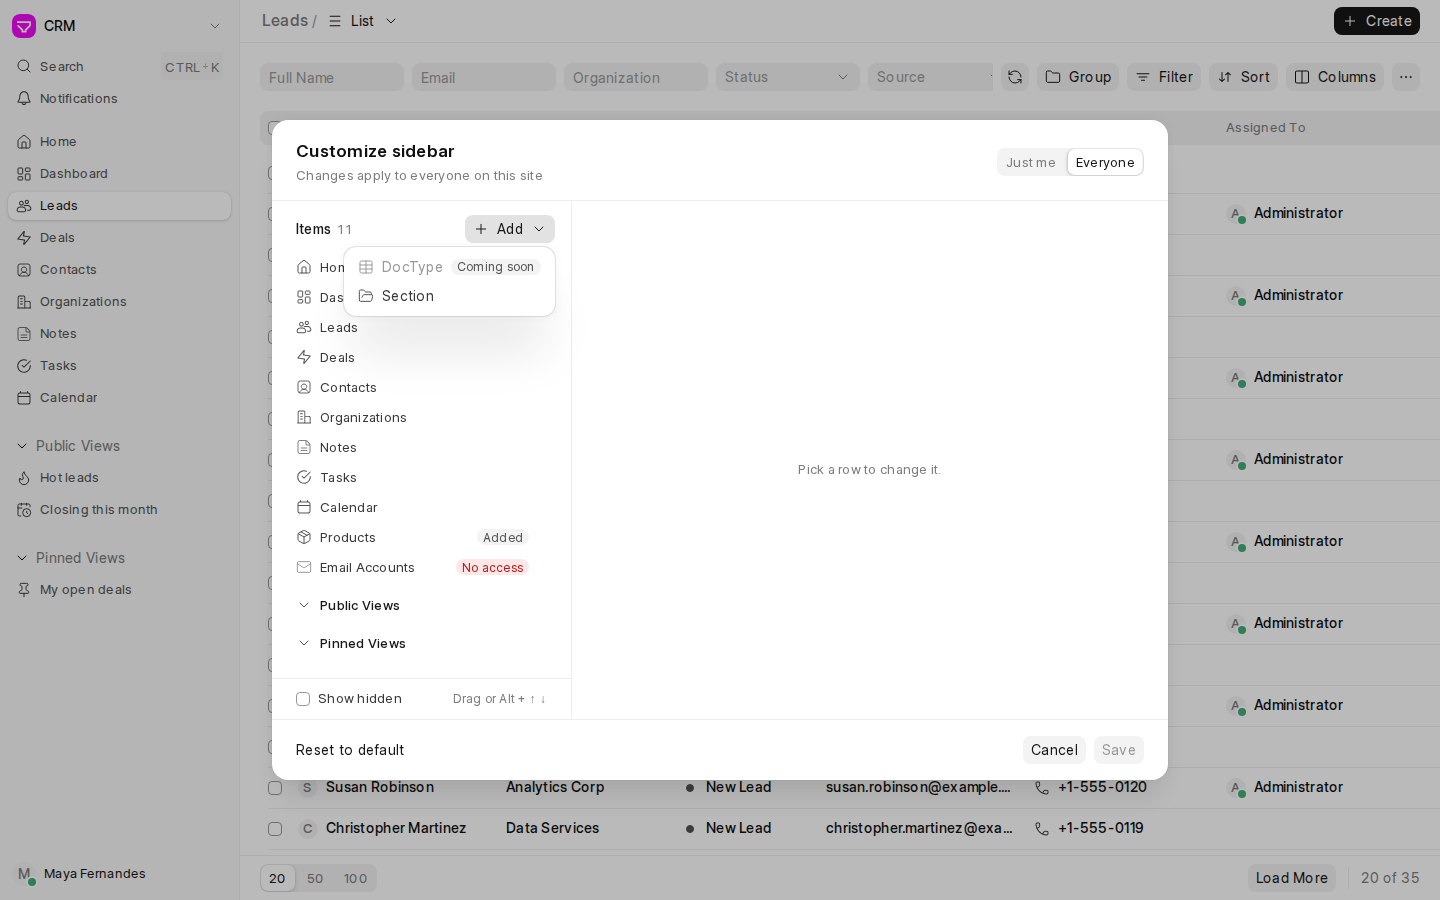 CRM
Search CTRL+K
Notifications
Home
Dashboard
Leads
Deals
Contacts
Organizations
Notes
Tasks
Calendar
Public Views
Hot leads
Closing this month
Pinned Views
My open deals
M Maya Fernandes
Leads / List
Create
Full Name Email Organization Status Source Group Filter Sort Columns
Assigned To
A Administrator
A Administrator
A Administrator
A Administrator
A Administrator
A Administrator
A Administrator
Customize sidebar
Changes apply to everyone on this site
Just me Everyone
Items 11 Add
DocType Coming soon
Section
Leads
Deals
Contacts
Organizations
Notes
Tasks
Calendar
Products Added
Email Accounts No access
Public Views
Pinned Views
Show hidden Drag or Alt + ↑ ↓
Pick a row to change it.
Reset to default Cancel Save
S Susan Robinson Analytics Corp New Lead susan.robinson@example.... +1-555-0120 A Administrator
C Christopher Martinez Data Services New Lead christopher.martinez@exa... +1-555-0119
20 50 100 Load More 20 of 35